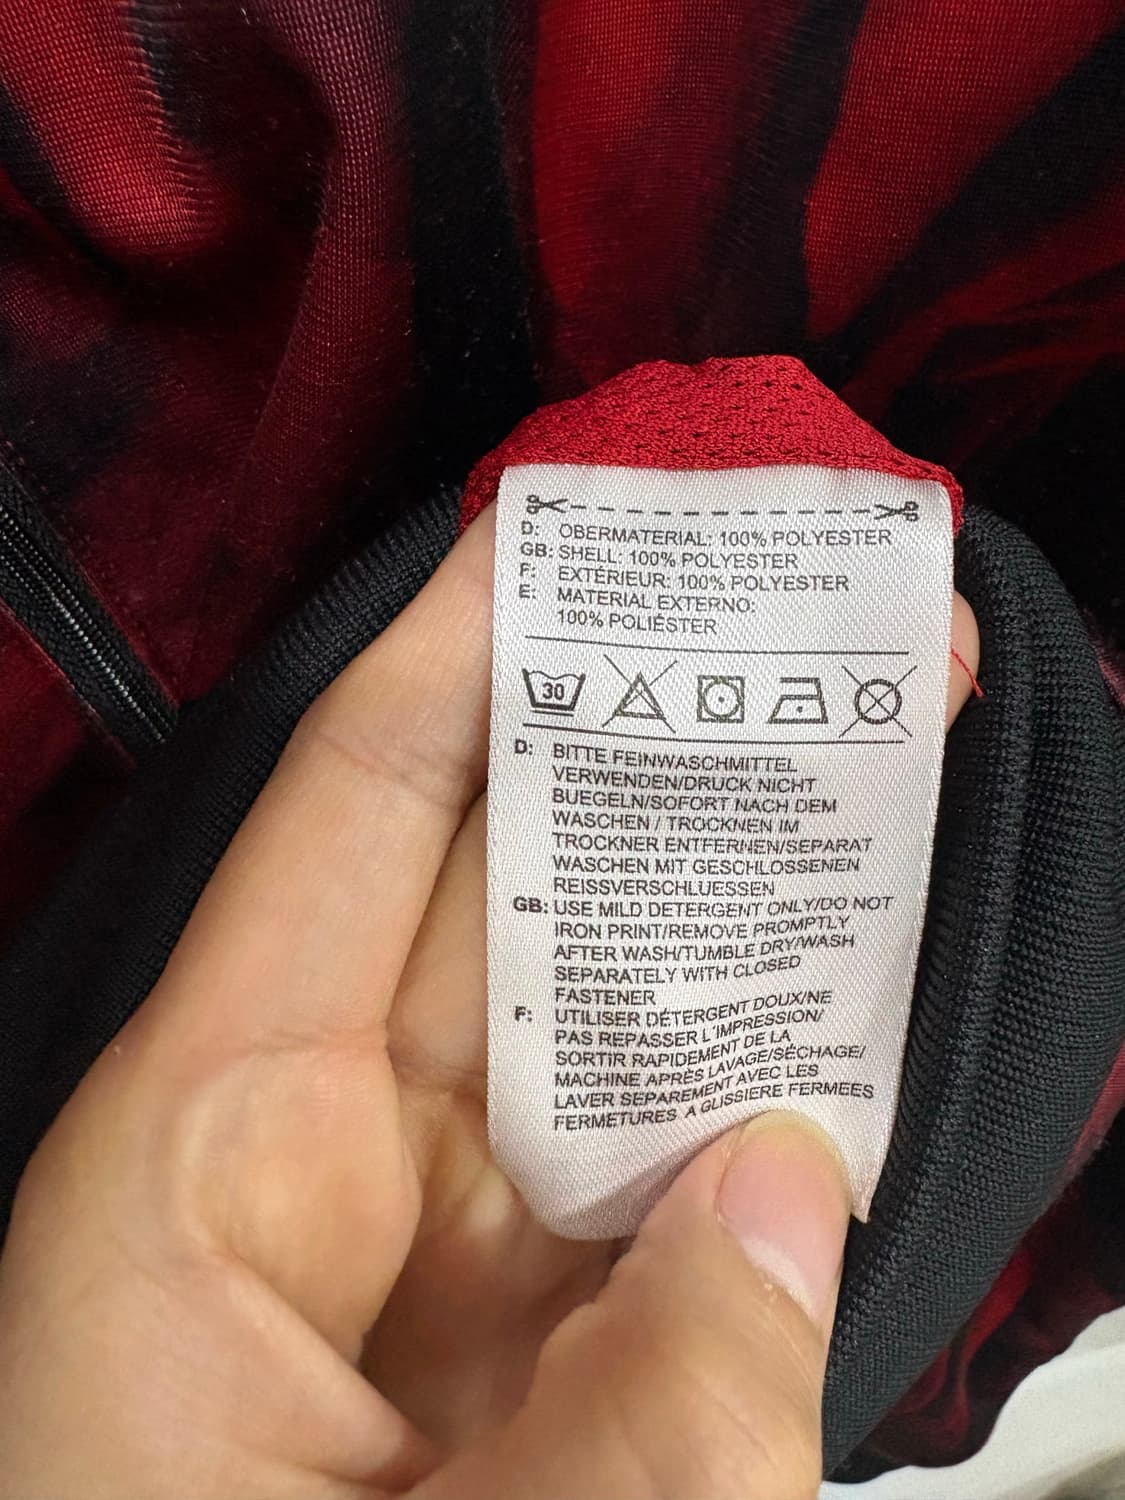 D: OBERMATERIAL: 100% POLYESTER
GB: SHELL: 100% POLYESTER
F: EXTÉRIEUR: 100% POLYESTER
E: MATERIAL EXTERNO:
100% POLIÉSTER
30
D: BITTE FEINWASCHMITTEL
VERWENDEN/DRUCK NICHT
BUEGELN/SOFORT NACH DEM
WASCHEN / TROCKNEN IM
TROCKNER ENTFERNEN/SEPARAT
WASCHEN MIT GESCHLOSSENEN
REISSVERSCHLUESSEN
GB: USE MILD DETERGENT ONLY/DO NOT
IRON PRINT/REMOVE PROMPTLY
AFTER WASH/TUMBLE DRY/WASH
SEPARATELY WITH CLOSED
FASTENER
F: UTILISER DÉTERGENT DOUX/NE
PAS REPASSER L'IMPRESSION/
SORTIR RAPIDEMENT DE LA
MACHINE APRÈS LAVAGE/SÉCHAGE/
LAVER SEPAREMENT AVEC LES
FERMETURES A GLISSIERE FERMEES